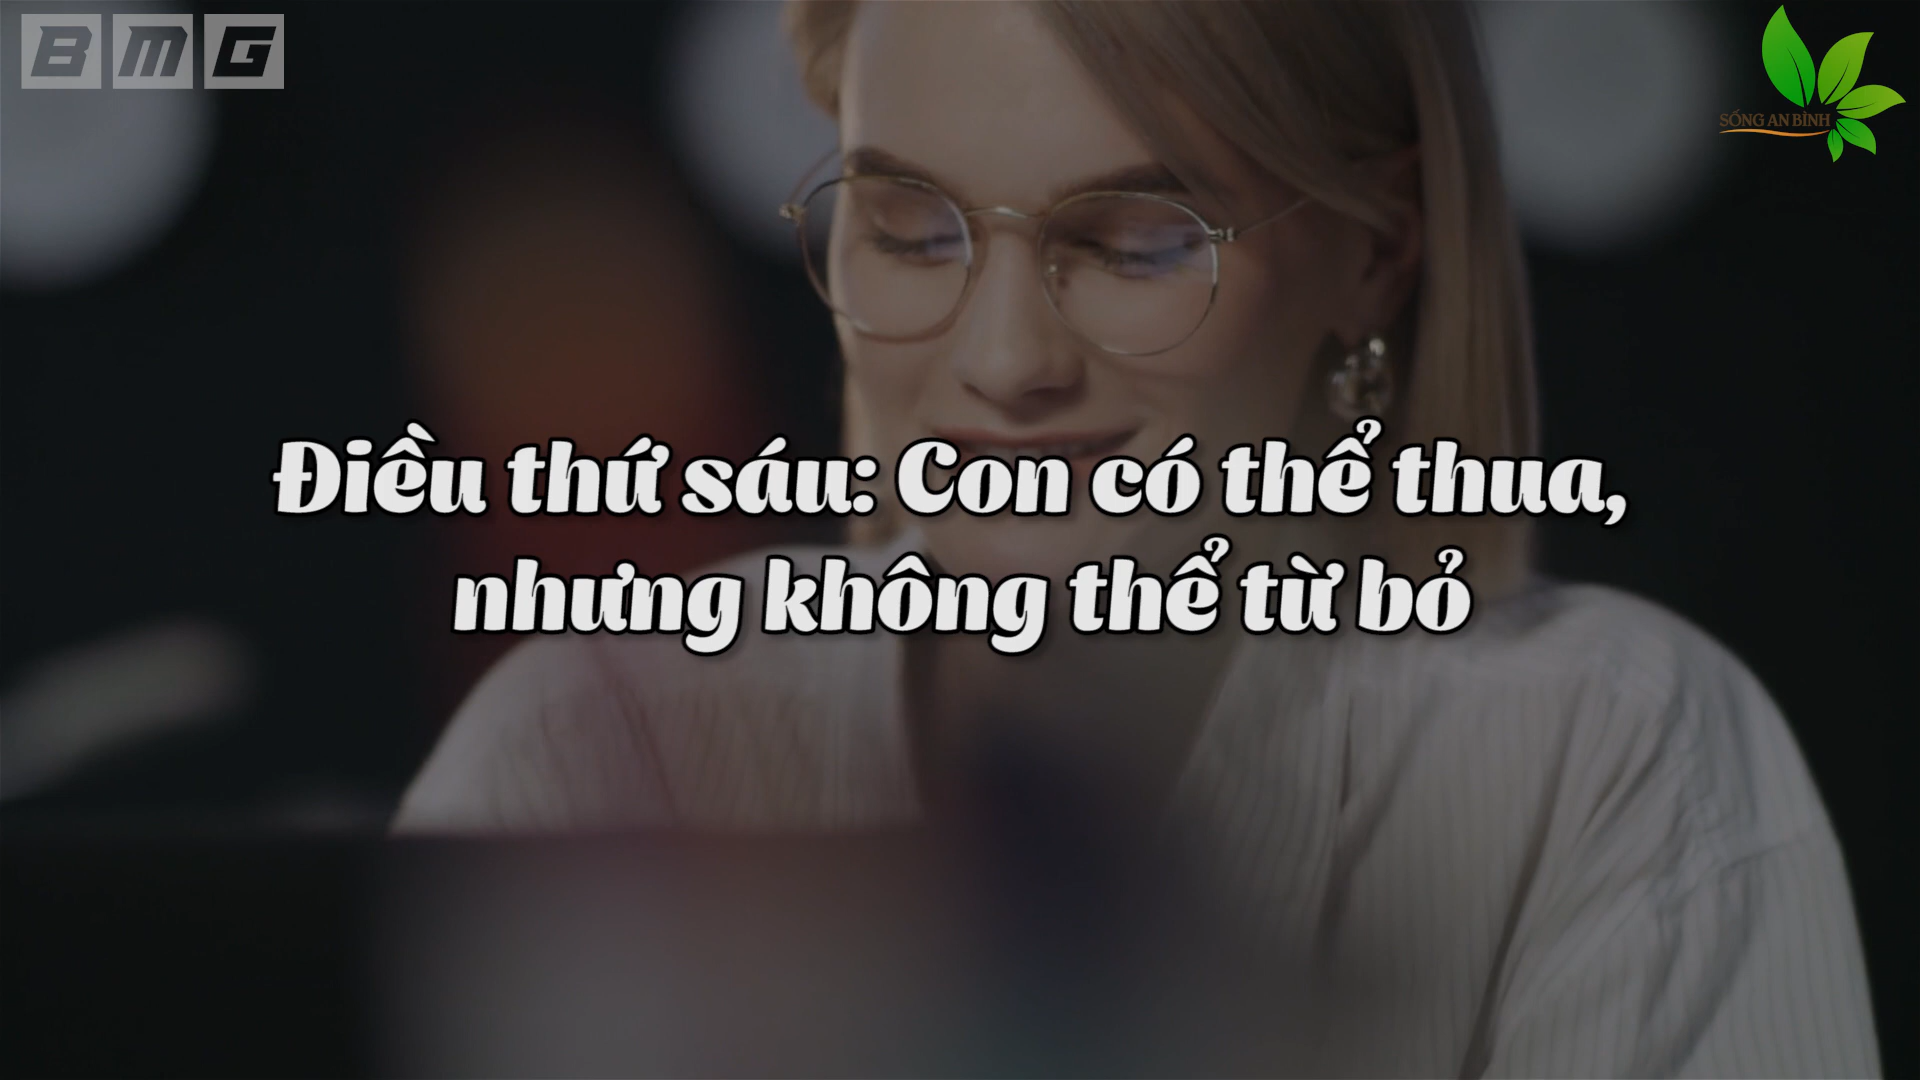 BMG
SỐNG AN BÌNH
Điều thứ sáu: Con có thể thua,
nhưng không thể từ bỏ